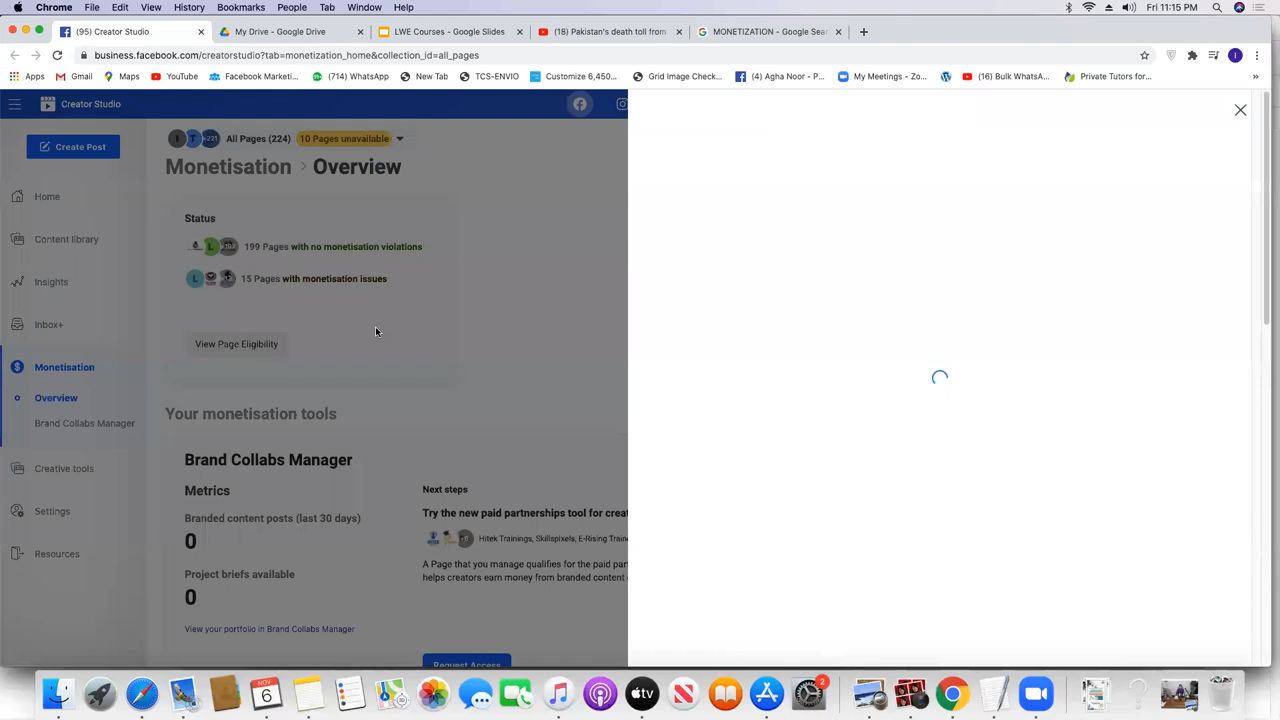 Chrome File Edit View History Bookmarks People Tab Window Help Fri 11:15 PM
(95) Creator Studio My Drive - Google Drive LWE Courses - Google Slides (18) Pakistan's death toll from MONETIZATION - Google Sear
business.facebook.com/creatorstudio?tab=monetization_home&collection_id=all_pages
Apps Gmail Maps YouTube Facebook Marketi... (714) WhatsApp New Tab TCS-ENVIO Customize 6,450... Grid Image Check... (4) Agha Noor - P... My Meetings - Zo... (16) Bulk WhatsA... Private Tutors for...
Creator Studio
Create Post
All Pages (224) 10 Pages unavailable
Monetisation > Overview
Home
Content library
Insights
Inbox+
Monetisation
Overview
Brand Collabs Manager
Creative tools
Settings
Resources
Status
199 Pages with no monetisation violations
15 Pages with monetisation issues
View Page Eligibility
Your monetisation tools
Brand Collabs Manager
Metrics
Branded content posts (last 30 days)
0
Project briefs available
0
View your portfolio in Brand Collabs Manager
Next steps
Try the new paid partnerships tool for creat
Hitek Trainings, Skillspixels, E-Rising Train
A Page that you manage qualifies for the paid par
helps creators earn money from branded content
Request Access
NOV
6
tv
2